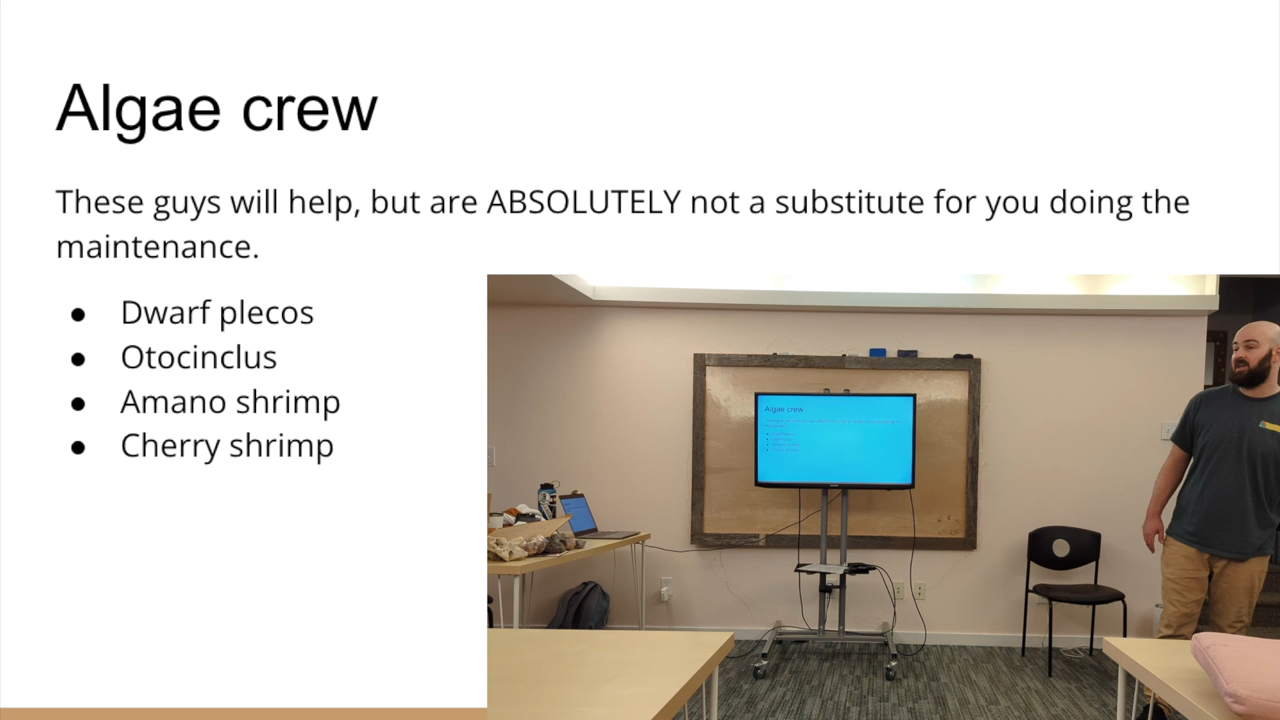 Algae crew
These guys will help, but are ABSOLUTELY not a substitute for you doing the
maintenance.
● Dwarf plecos
● Otocinclus
● Amano shrimp
● Cherry shrimp
Algae crew